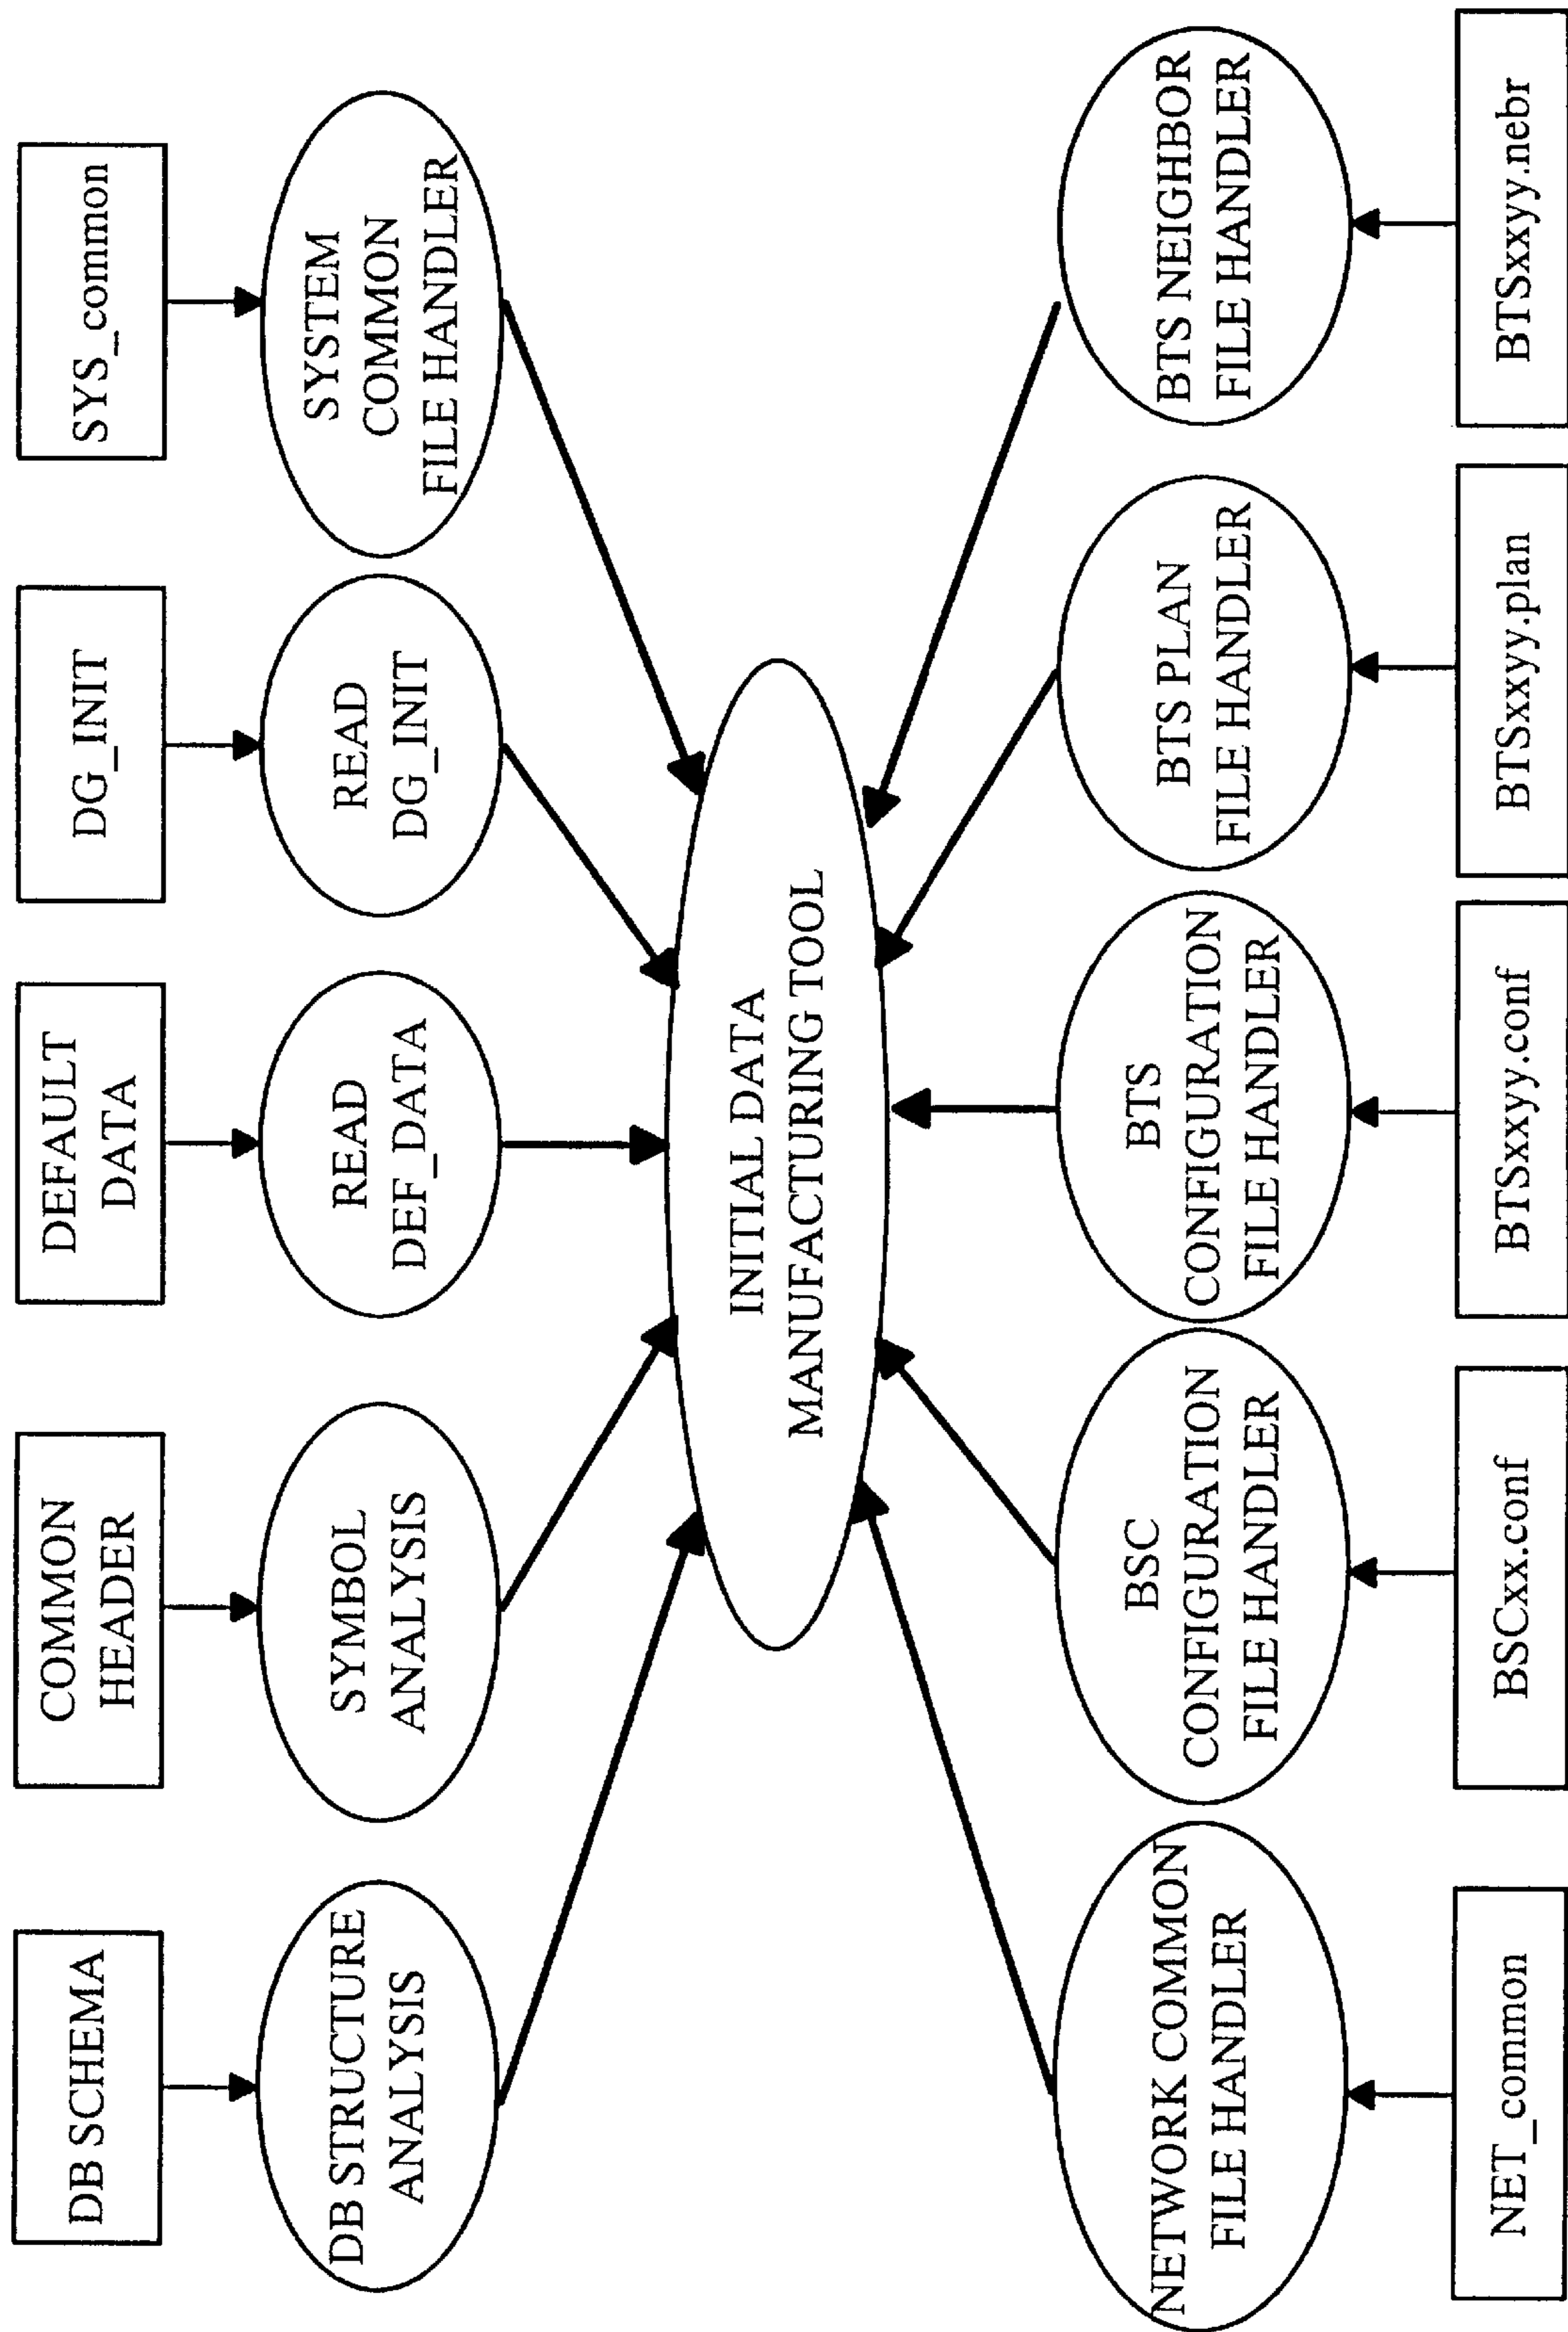 DB SCHEMA
COMMON
HEADER
DEFAULT
DATA
DG_INIT
SYS_common
DB STRUCTURE
ANALYSIS
SYMBOL
ANALYSIS
READ
DEF_DATA
READ
DG_INIT
SYSTEM
COMMON
FILE HANDLER
INITIAL DATA
MANUFACTURING TOOL
NETWORK COMMON
FILE HANDLER
BSC
CONFIGURATION
FILE HANDLER
BTS
CONFIGURATION
FILE HANDLER
BTS PLAN
FILE HANDLER
BTS NEIGHBOR
FILE HANDLER
NET_common
BSCxx.conf
BTSxxyy.conf
BTSxxyy.plan
BTSxxyy.nebr